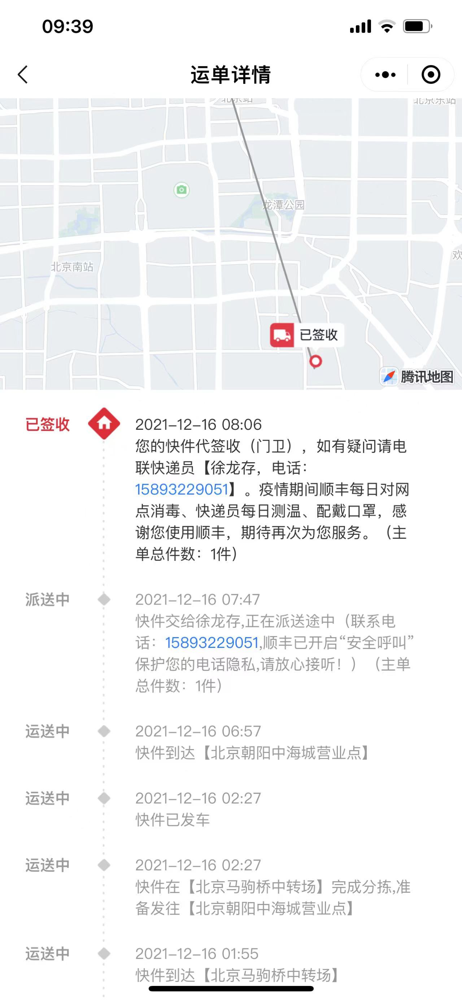 09:39
运单详情
北京站
北京东站
龙潭公园
欢
北京南站
已签收
腾讯地图
已签收
2021-12-16 08:06
您的快件代签收（门卫），如有疑问请电
联快递员【徐龙存，电话：
15893229051】。疫情期间顺丰每日对网
点消毒、快递员每日测温、配戴口罩，感
谢您使用顺丰，期待再次为您服务。（主
单总件数：1件）
派送中
2021-12-16 07:47
快件交给徐龙存,正在派送途中（联系电
话：15893229051,顺丰已开启“安全呼叫”
保护您的电话隐私,请放心接听！）（主单
总件数：1件）
运送中
2021-12-16 06:57
快件到达【北京朝阳中海城营业点】
运送中
2021-12-16 02:27
快件已发车
运送中
2021-12-16 02:27
快件在【北京马驹桥中转场】完成分拣,准
备发往【北京朝阳中海城营业点】
运送中
2021-12-16 01:55
快件到达【北京马驹桥中转场】